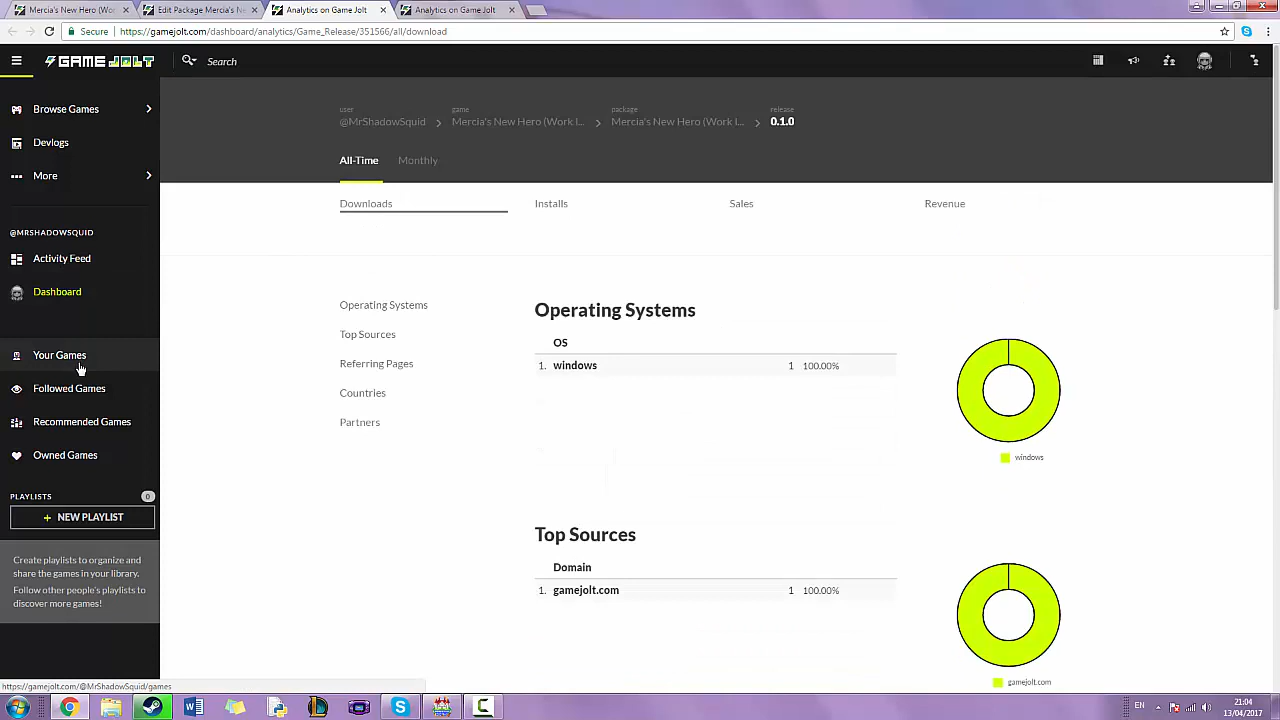 Mercia's New Hero (Wo
Edit Package Mercia's N
Analytics on Game Jolt
Analytics on Game Jolt
Secure
https://gamejolt.com/dashboard/analytics/Game_Release/351566/all/download
GAME JOLT
Search
Browse Games
Devlogs
More
@MRSHADOWSQUID
Activity Feed
Dashboard
Your Games
Followed Games
Recommended Games
Owned Games
PLAYLISTS 0
+ NEW PLAYLIST
Create playlists to organize and
share the games in your library.
Follow other people's playlists to
discover more games!
user game package release
@MrShadowSquid > Mercia's New Hero (Work I... > Mercia's New Hero (Work I... > 0.1.0
All-Time Monthly
Downloads Installs Sales Revenue
Operating Systems
Top Sources
Referring Pages
Countries
Partners
Operating Systems
OS
1. windows 1 100.00%
windows
Top Sources
Domain
1. gamejolt.com 1 100.00%
gamejolt.com
https://gamejolt.com/@MrShadowSquid/games
EN
21:04
13/04/2017